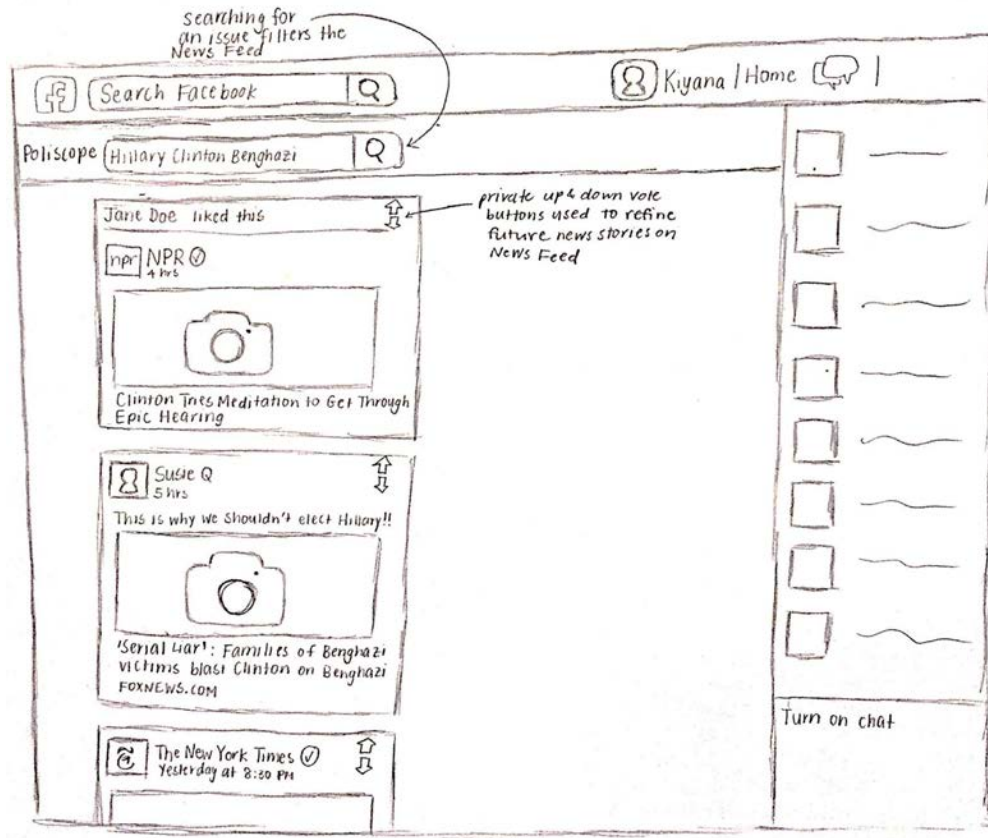 searching for
an issue filters the
News Feed
f
Search Facebook
Kiyana | Home
Poliscope
Hillary Clinton Benghazi
private up & down vote
buttons used to refine
future news stories on
News Feed
Jane Doe liked this
npr
NPR
4 hrs
Clinton Tries Meditation to Get Through
Epic Hearing
Susie Q
5 hrs
This is why we shouldn't elect Hillary!!
'Serial Liar': Families of Benghazi
victims blast Clinton on Benghazi
FOXNEWS.COM
The New York Times
Yesterday at 8:30 PM
Turn on chat